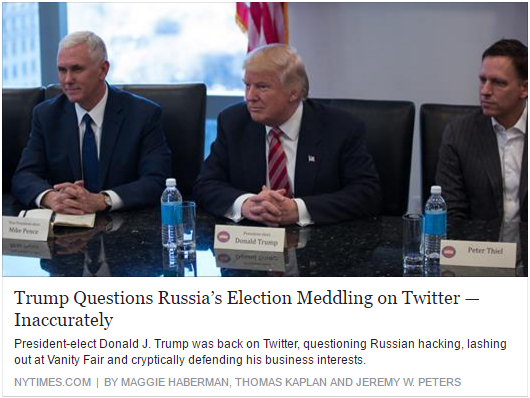 Vice President-elect
Mike Pence
President-elect
Donald Trump
Peter Thiel
Trump Questions Russia’s Election Meddling on Twitter —
Inaccurately
President-elect Donald J. Trump was back on Twitter, questioning Russian hacking, lashing
out at Vanity Fair and cryptically defending his business interests.
NYTIMES.COM | BY MAGGIE HABERMAN, THOMAS KAPLAN AND JEREMY W. PETERS